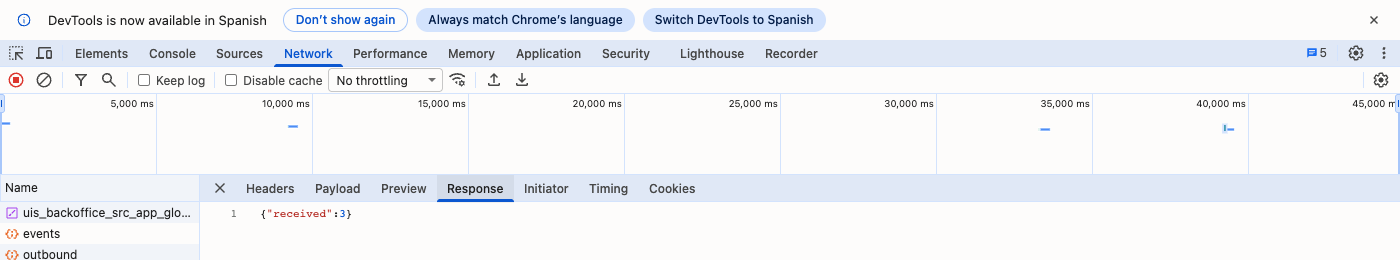 DevTools is now available in Spanish Don't show again Always match Chrome's language Switch DevTools to Spanish
Elements Console Sources Network Performance Memory Application Security Lighthouse Recorder 5
Keep log Disable cache No throttling
5,000 ms 10,000 ms 15,000 ms 20,000 ms 25,000 ms 30,000 ms 35,000 ms 40,000 ms 45,000 m
Name Headers Payload Preview Response Initiator Timing Cookies
uis_backoffice_src_app_glo... 1 {"received":3}
events
outbound